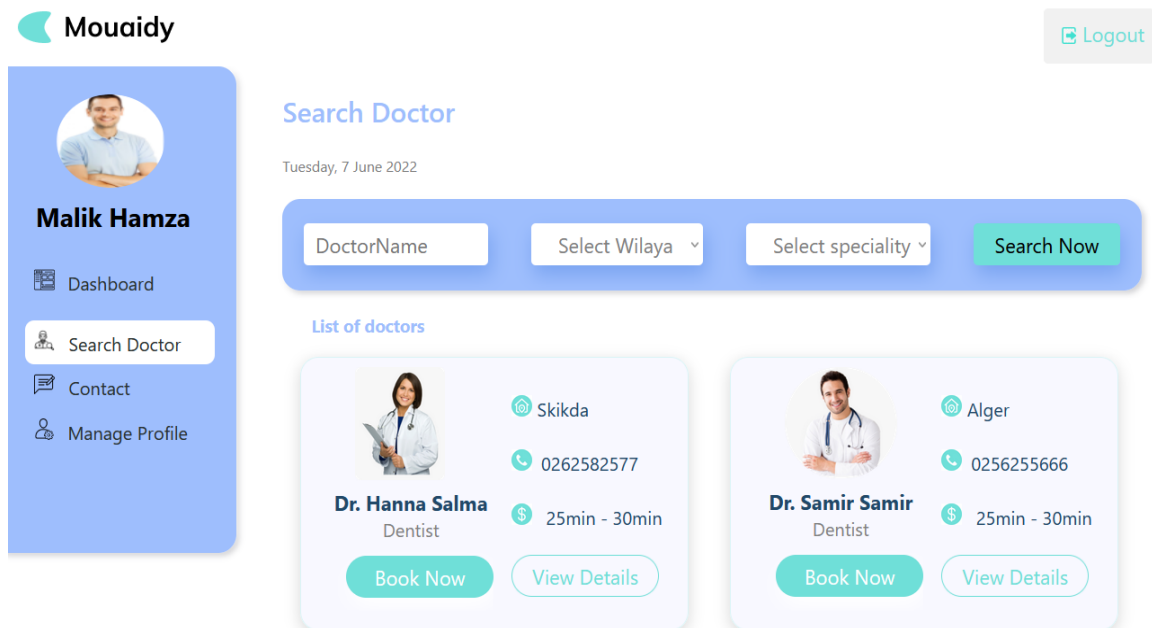 Mouaidy
Logout
Malik Hamza
Dashboard
Search Doctor
Contact
Manage Profile
Search Doctor
Tuesday, 7 June 2022
DoctorName
Select Wilaya
Select speciality
Search Now
List of doctors
Dr. Hanna Salma
Dentist
Skikda
0262582577
$ 25min - 30min
Book Now
View Details
Dr. Samir Samir
Dentist
Alger
0256255666
$ 25min - 30min
Book Now
View Details